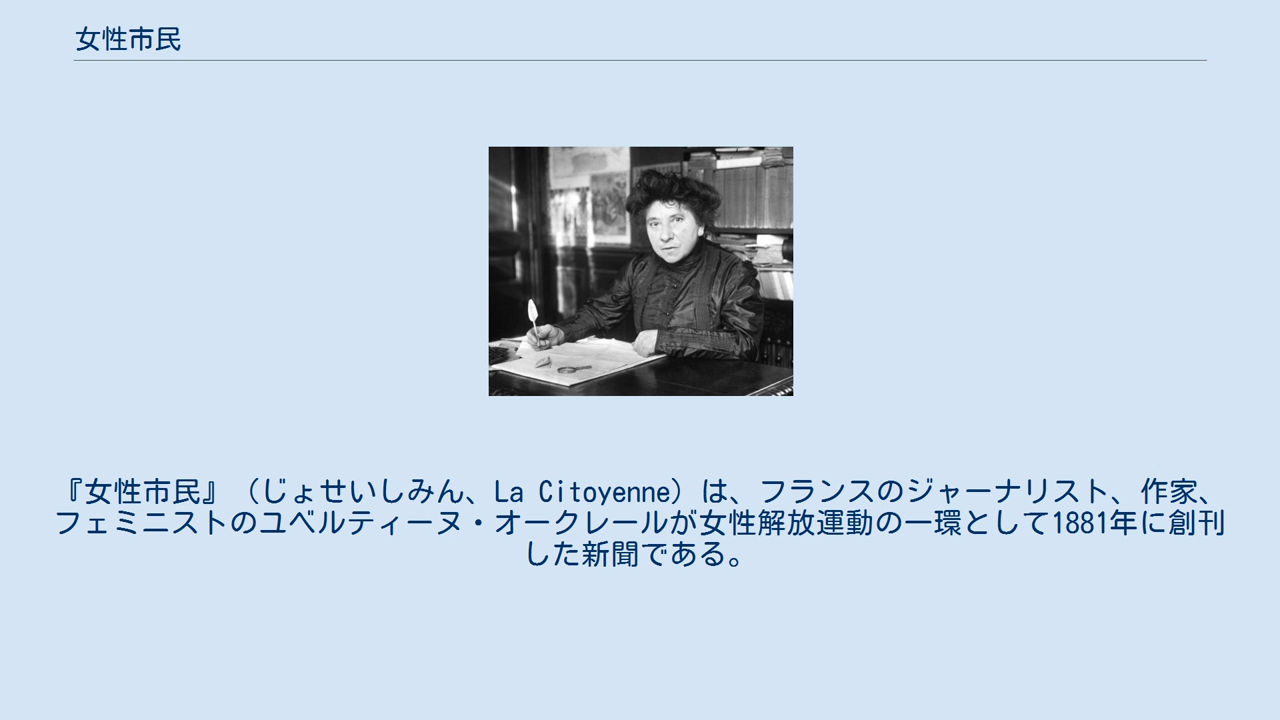 女性市民
『女性市民』（じょせいしみん、La Citoyenne）は、フランスのジャーナリスト、作家、
フェミニストのユベルティーヌ・オークレールが女性解放運動の一環として1881年に創刊
した新聞である。